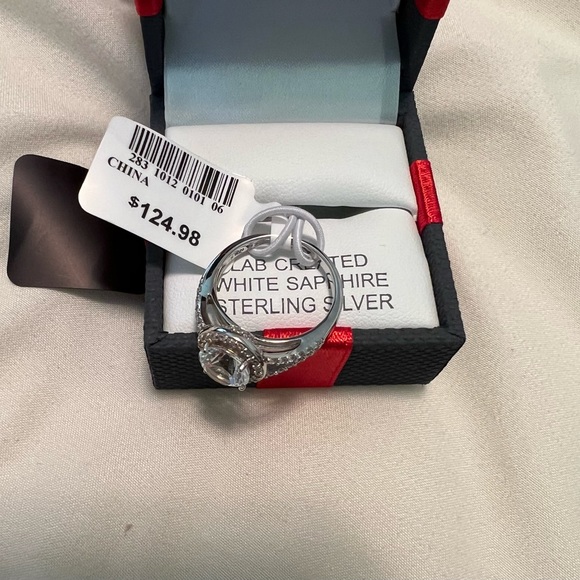 283 1012 0101 06
CHINA
$124.98
LAB CREATED
WHITE SAPPHIRE
STERLING SILVER